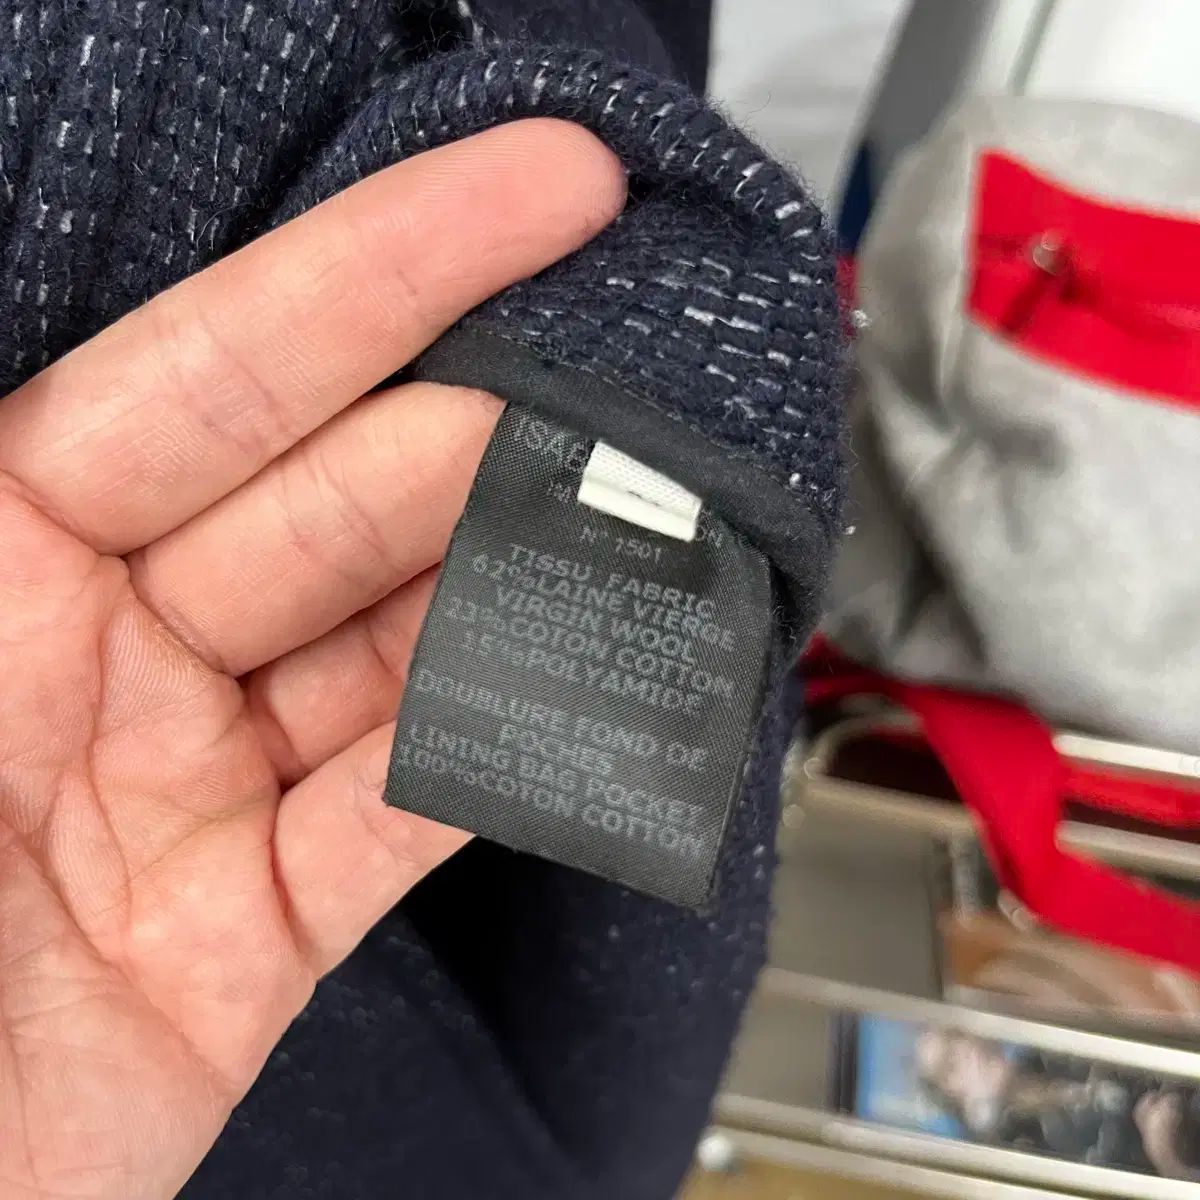 N° 1501
TISSU FABRIC
62%LAINE VIERGE
VIRGIN WOOL
23%COTON COTTON
15%POLYAMIDE
DOUBLURE FOND DE
POCHES
LINING BAG POCKET
100%COTON COTTON